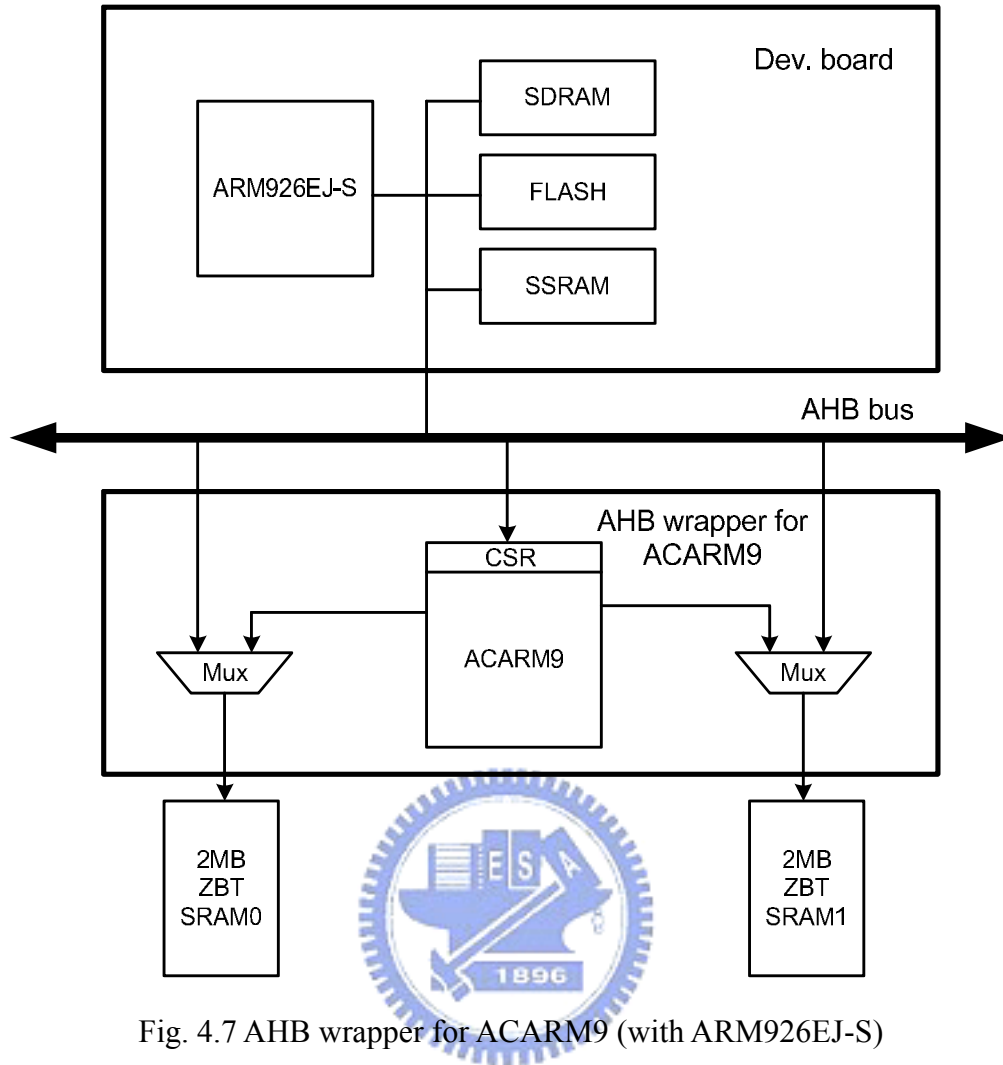 Dev. board
SDRAM
ARM926EJ-S
FLASH
SSRAM
AHB bus
AHB wrapper for
ACARM9
CSR
ACARM9
Mux
Mux
2MB
ZBT
SRAM0
2MB
ZBT
SRAM1
E S A
1896
Fig. 4.7 AHB wrapper for ACARM9 (with ARM926EJ-S)